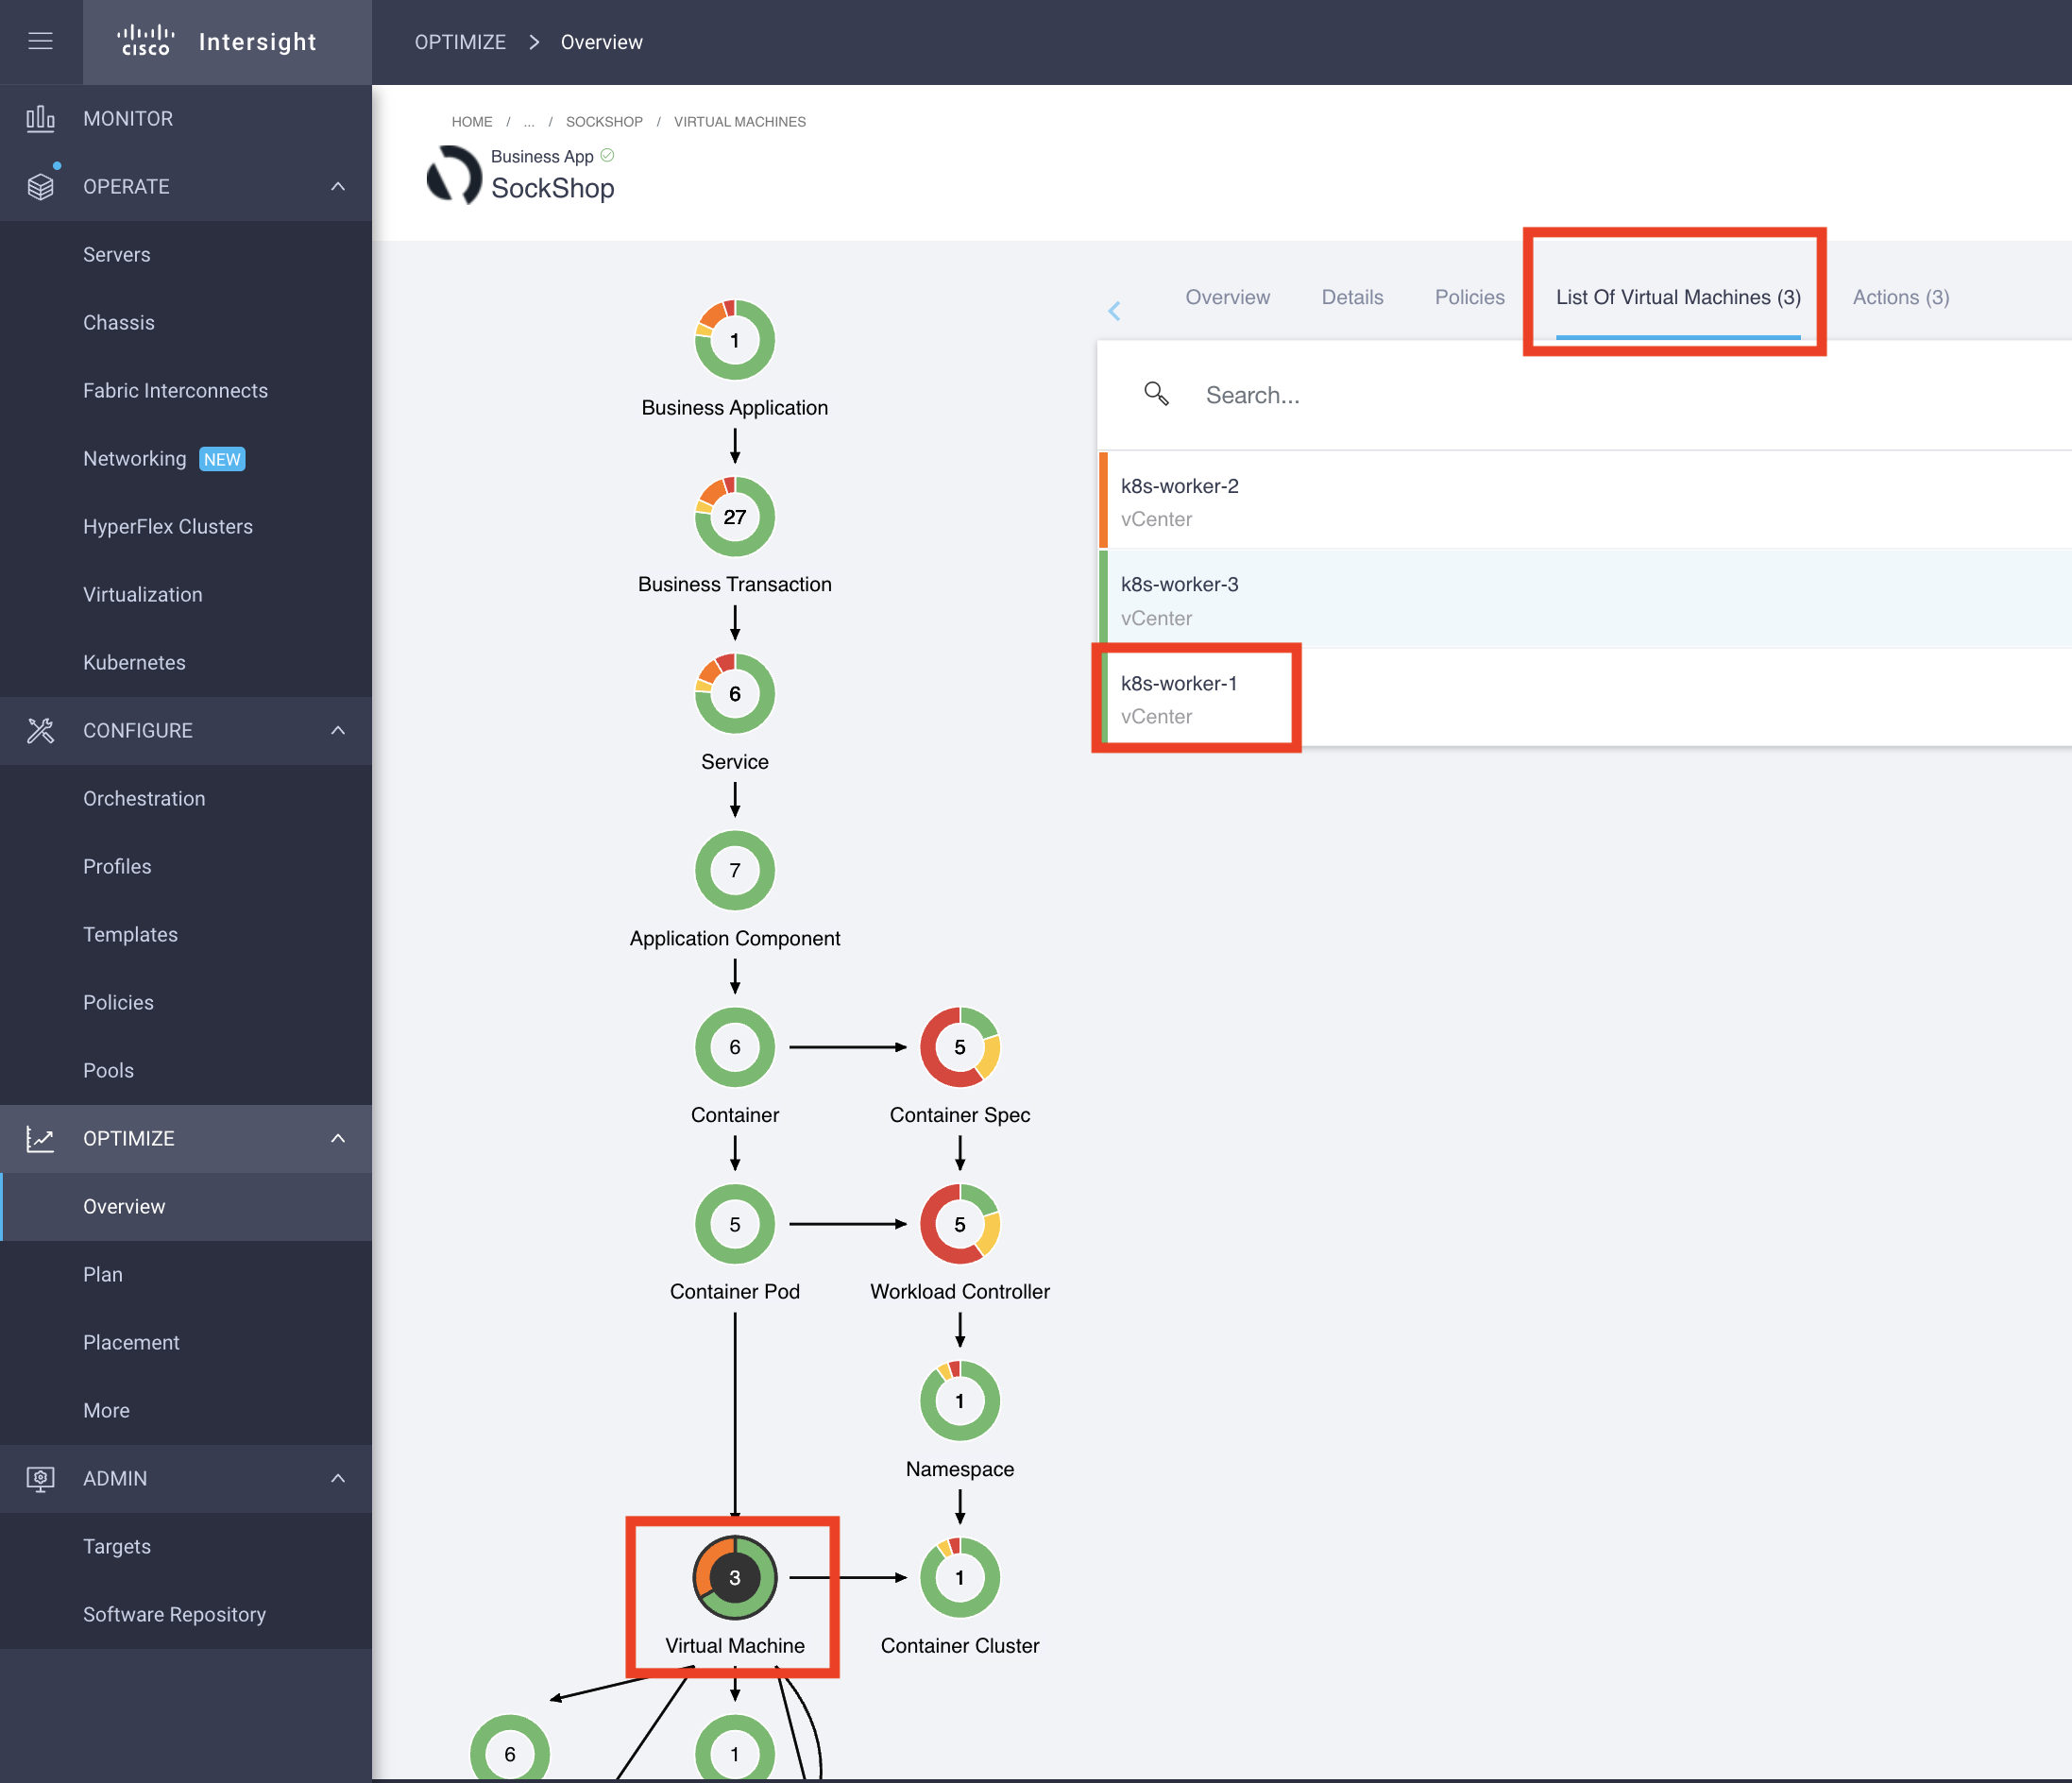 CISCO Intersight
OPTIMIZE > Overview
MONITOR
OPERATE
Servers
Chassis
Fabric Interconnects
Networking NEW
HyperFlex Clusters
Virtualization
Kubernetes
CONFIGURE
Orchestration
Profiles
Templates
Policies
Pools
OPTIMIZE
Overview
Plan
Placement
More
ADMIN
Targets
Software Repository
HOME / ... / SOCKSHOP / VIRTUAL MACHINES
Business App
SockShop
1
Business Application
27
Business Transaction
6
Service
7
Application Component
6
Container
5
Container Spec
5
Container Pod
5
Workload Controller
1
Namespace
3
Virtual Machine
1
Container Cluster
6
1
Overview
Details
Policies
List Of Virtual Machines (3)
Actions (3)
Search...
k8s-worker-2
vCenter
k8s-worker-3
vCenter
k8s-worker-1
vCenter